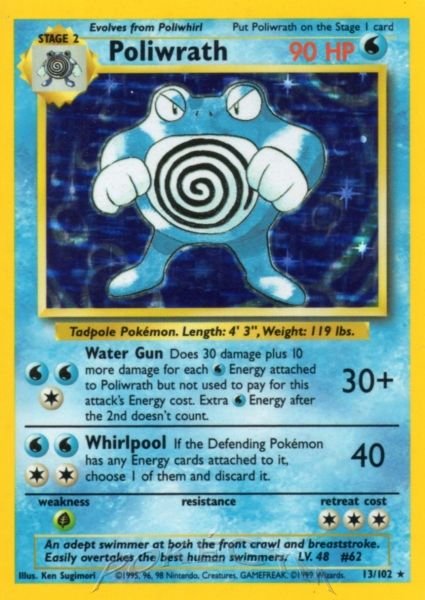 Evolves from Poliwhirl Put Poliwrath on the Stage 1 card
STAGE 2
Poliwrath 90 HP
Tadpole Pokémon. Length: 4' 3", Weight: 119 lbs.
Water Gun Does 30 damage plus 10
more damage for each Energy attached
to Poliwrath but not used to pay for this
attack's Energy cost. Extra Energy after
the 2nd doesn't count.
30+
Whirlpool If the Defending Pokémon
has any Energy cards attached to it,
choose 1 of them and discard it.
40
weakness resistance retreat cost
An adept swimmer at both the front crawl and breaststroke.
Easily overtakes the best human swimmers. LV. 48 #62
Illus. Ken Sugimori ©1995, 96, 98 Nintendo, Creatures, GAMEFREAK. ©1999 Wizards. 13/102 ★